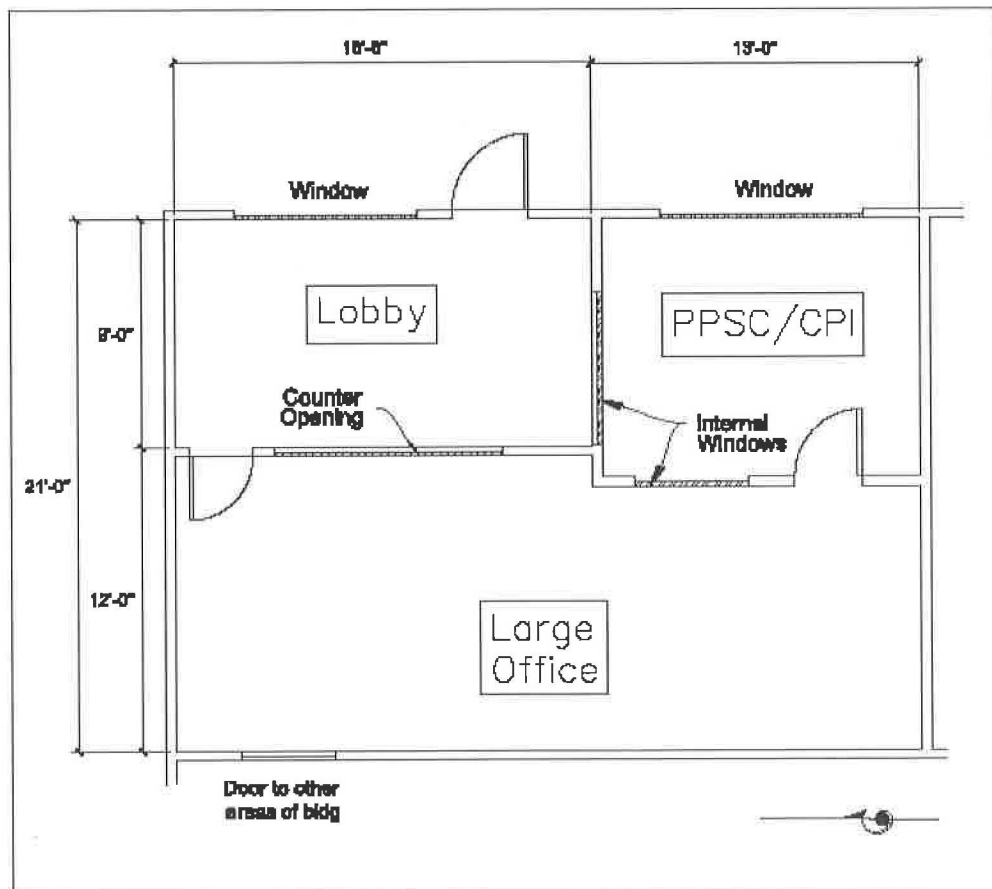 16'-6"
13'-0"
Window
Window
Lobby
PPSC/CPI
9'-0"
Counter
Opening
Internal
Windows
21'-0"
12'-0"
Large
Office
Door to other
areas of bldg